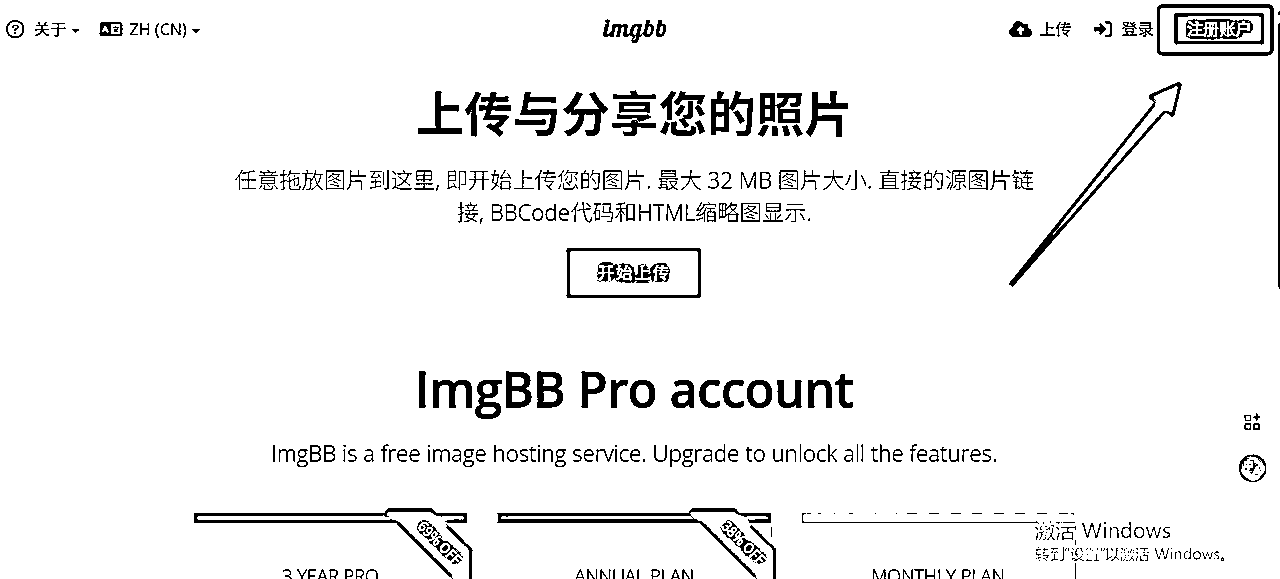 关于 ZH (CN) imgbb 上传 登录 注册账户
上传与分享您的照片
任意拖放图片到这里, 即开始上传您的图片. 最大 32 MB 图片大小. 直接的源图片链
接, BBCode代码和HTML缩略图显示.
开始上传
ImgBB Pro account
ImgBB is a free image hosting service. Upgrade to unlock all the features.
69% OFF
38% OFF
3 YEAR PRO ANNUAL PLAN MONTHLY PLAN
激活 Windows
转到"设置"以激活 Windows。